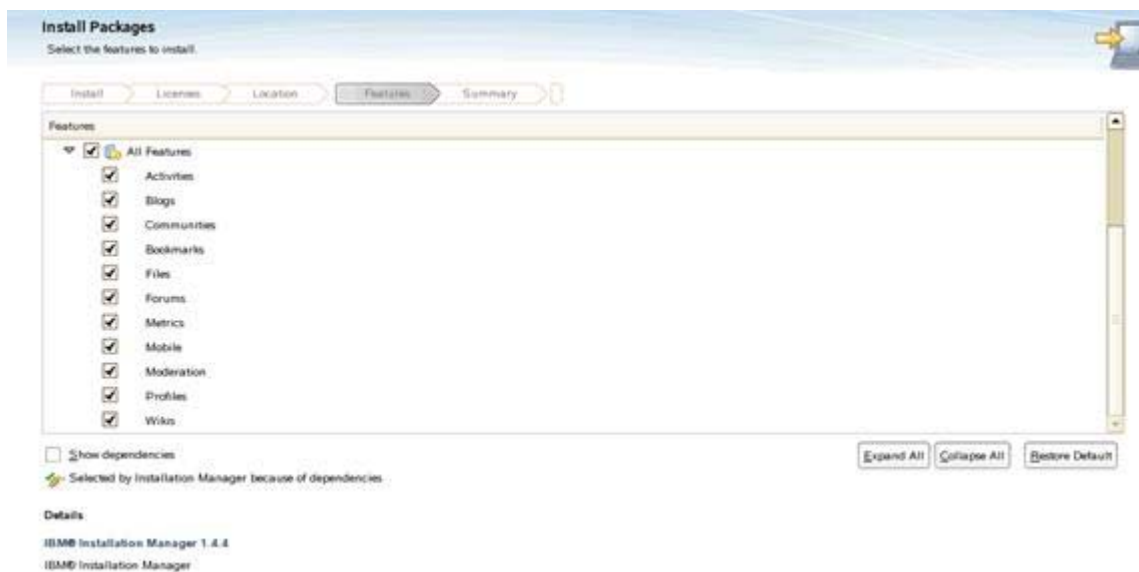 Install Packages
Select the features to install.
Install Licenses Location Features Summary
Features
All Features
Activities
Blogs
Communities
Bookmarks
Files
Forums
Metrics
Mobile
Moderation
Profiles
Wikis
Show dependencies
Expand All Collapse All Restore Default
Selected by Installation Manager because of dependencies
Details
IBM® Installation Manager 1.4.4
IBM® Installation Manager